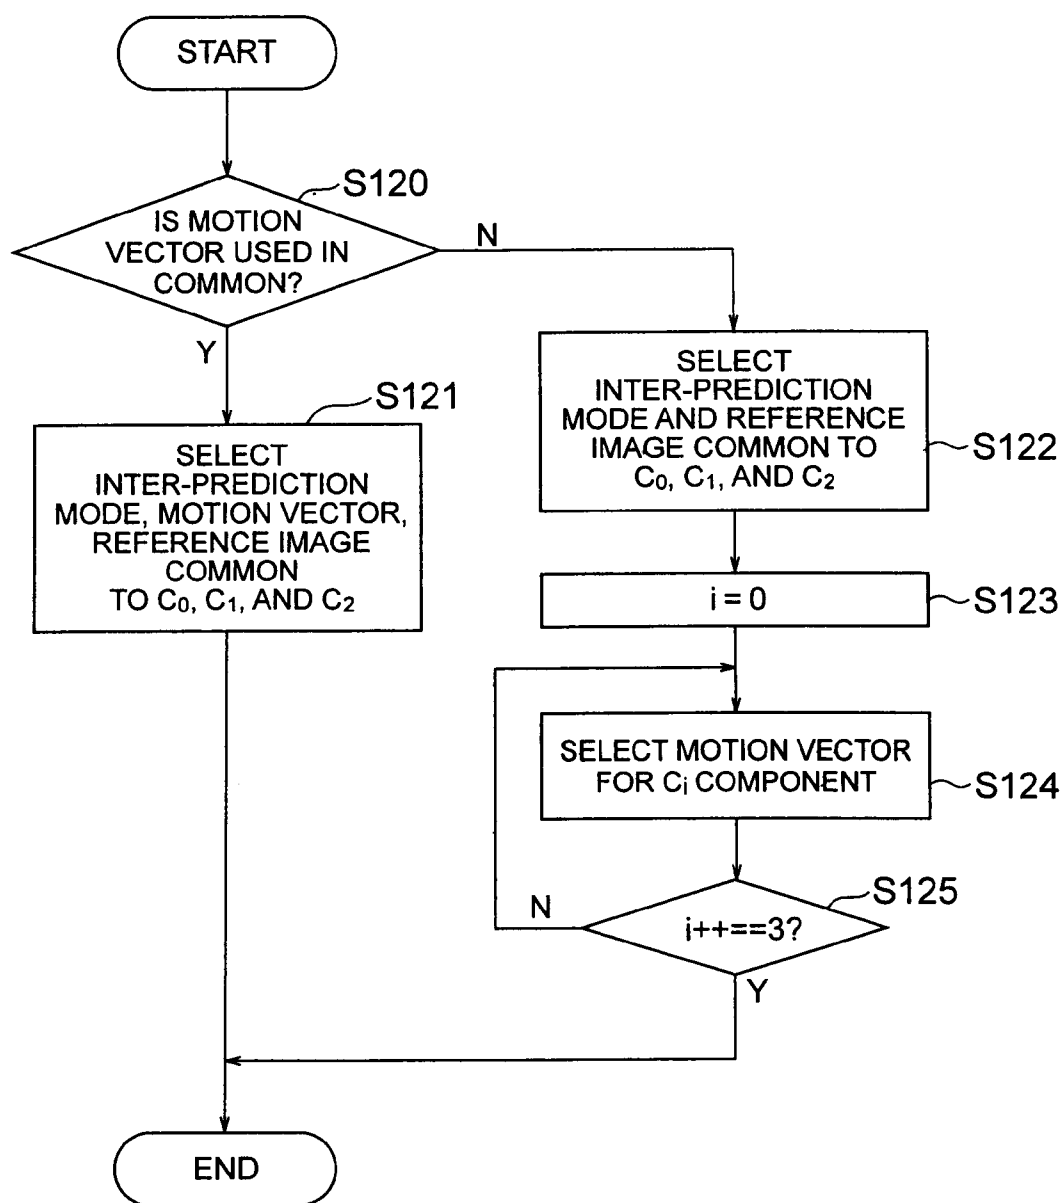 START
S120
IS MOTION
VECTOR USED IN
COMMON?
N
Y
S121
SELECT
INTER-PREDICTION
MODE, MOTION VECTOR,
REFERENCE IMAGE
COMMON
TO C₀, C₁, AND C₂
SELECT
INTER-PREDICTION
MODE AND REFERENCE
IMAGE COMMON TO
C₀, C₁, AND C₂
S122
i = 0
S123
SELECT MOTION VECTOR
FOR Cᵢ COMPONENT
S124
S125
i++==3?
N
Y
END